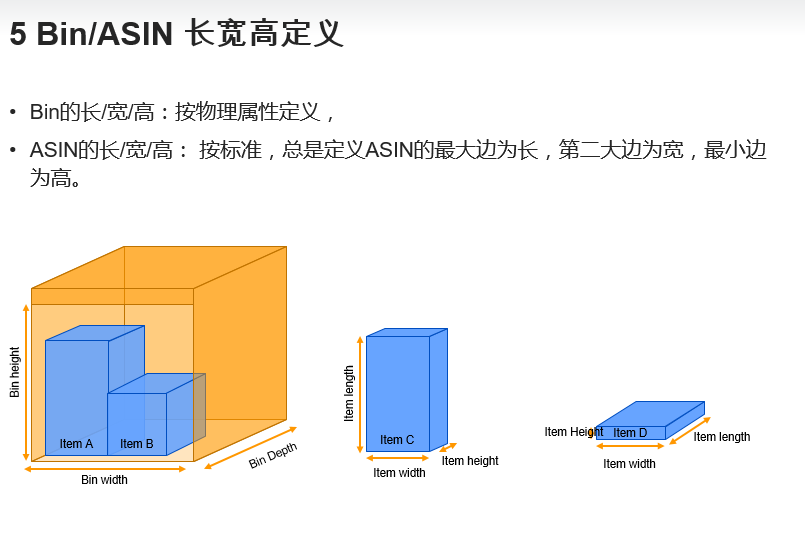 5 Bin/ASIN 长宽高定义
• Bin的长/宽/高：按物理属性定义，
• ASIN的长/宽/高： 按标准，总是定义ASIN的最大边为长，第二大边为宽，最小边
为高。
Bin height
Item A
Item B
Bin width
Bin Depth
Item length
Item C
Item width
Item height
Item Height
Item D
Item width
Item length